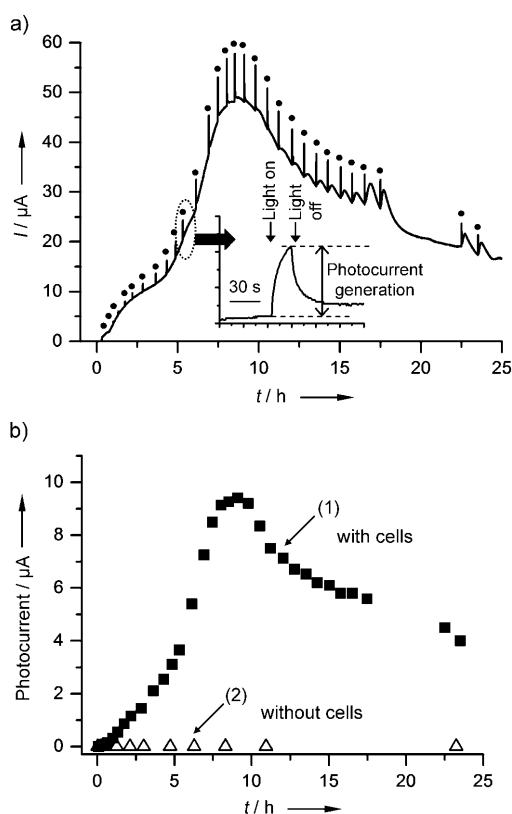 a)
60
50
40
30
20
10
0
I / µA
Light on
Light off
30 s
Photocurrent
generation
0 5 10 15 20 25
t / h
b)
10
8
6
4
2
0
Photocurrent / µA
(1)
with cells
(2)
without cells
0 5 10 15 20 25
t / h